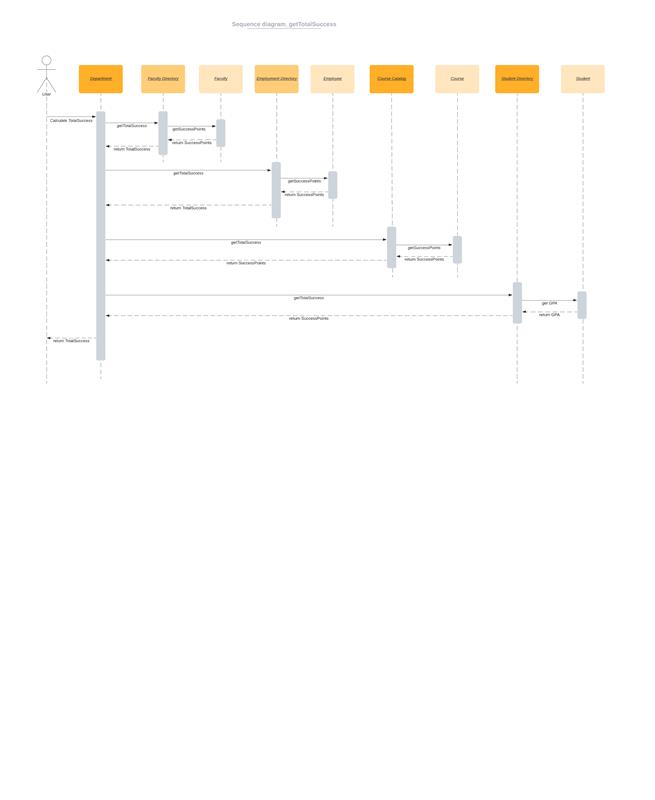 Sequence diagram_getTotalSuccess
Department
Faculty Directory
Faculty
Employment Directory
Employee
Course Catalog
Course
Student Directory
Student
User
Calculate TotalSuccess
getTotalSuccess
getSuccessPoints
return SuccessPoints
return TotalSuccess
getTotalSuccess
getSuccessPoints
return SuccessPoints
return TotalSuccess
getTotalSuccess
getSuccessPoints
return SuccessPoints
return SuccessPoints
getTotalSuccess
get GPA
return GPA
return SuccessPoints
return TotalSuccess